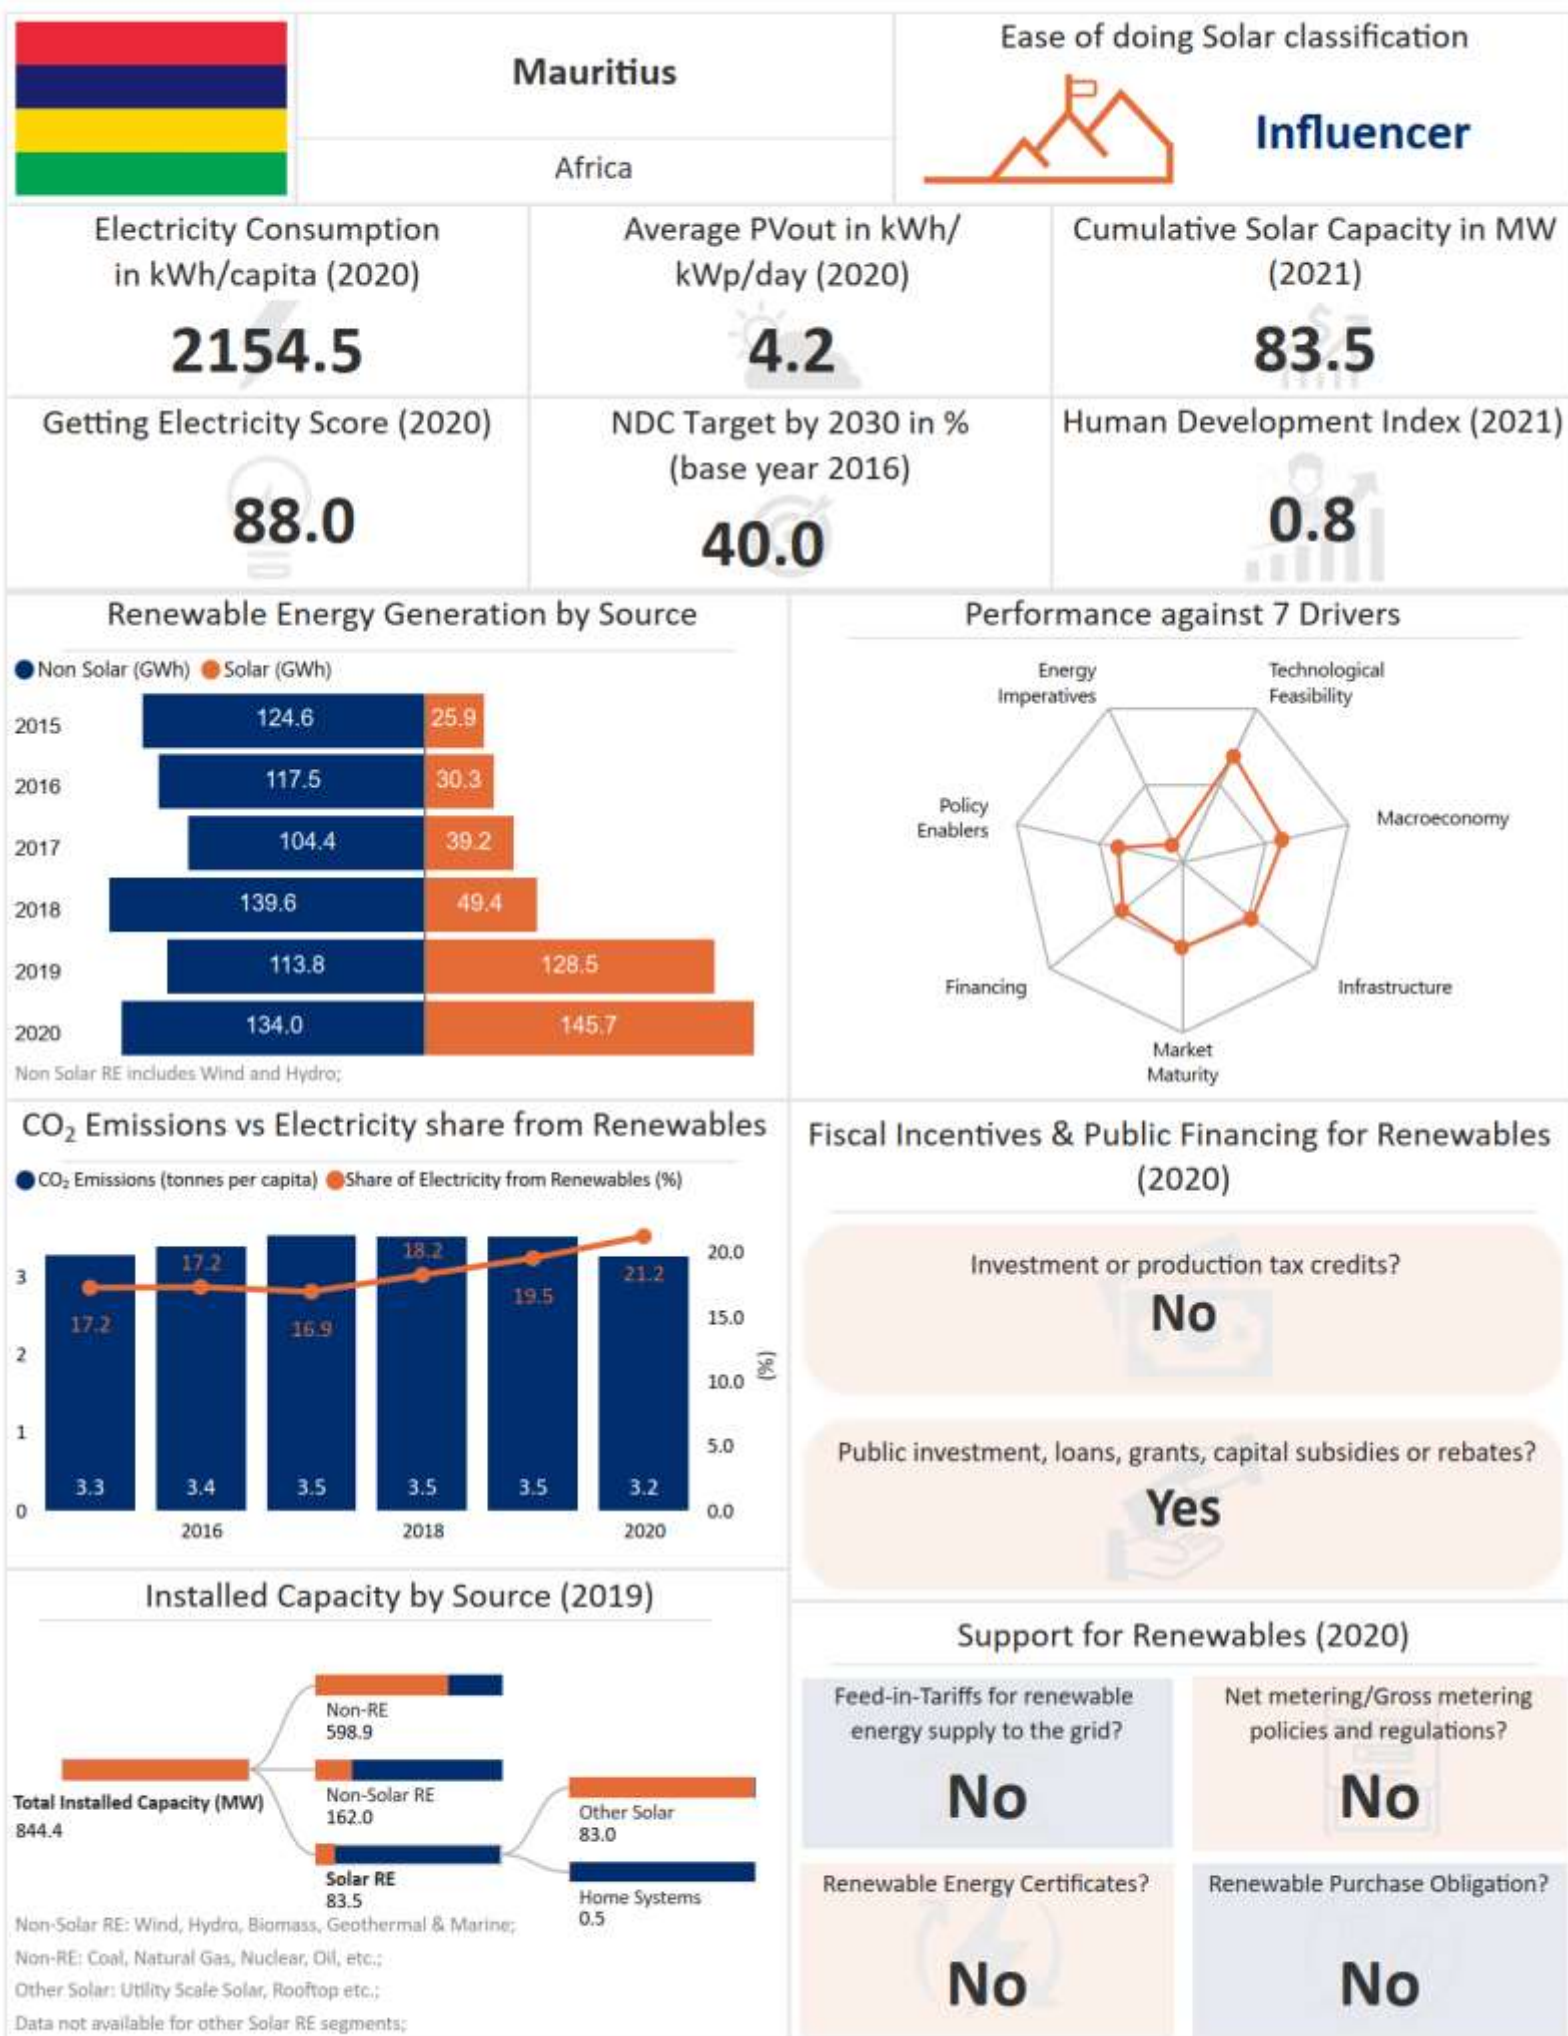 Mauritius
Africa
Ease of doing Solar classification
Influencer
Electricity Consumption
in kWh/capita (2020)
2154.5
Average PVout in kWh/
kWp/day (2020)
4.2
Cumulative Solar Capacity in MW
(2021)
83.5
Getting Electricity Score (2020)
88.0
NDC Target by 2030 in %
(base year 2016)
40.0
Human Development Index (2021)
0.8
Renewable Energy Generation by Source
Non Solar (GWh) Solar (GWh)
2015 124.6 25.9
2016 117.5 30.3
2017 104.4 39.2
2018 139.6 49.4
2019 113.8 128.5
2020 134.0 145.7
Non Solar RE includes Wind and Hydro;
Performance against 7 Drivers
Energy
Imperatives
Technological
Feasibility
Policy
Enablers
Macroeconomy
Financing
Infrastructure
Market
Maturity
CO₂ Emissions vs Electricity share from Renewables
CO₂ Emissions (tonnes per capita) Share of Electricity from Renewables (%)
3
2
1
0
17.2
17.2
16.9
18.2
19.5
21.2
20.0
15.0
10.0
5.0
0.0
(%)
3.3 3.4 3.5 3.5 3.5 3.2
2016 2018 2020
Fiscal Incentives & Public Financing for Renewables
(2020)
Investment or production tax credits?
No
Public investment, loans, grants, capital subsidies or rebates?
Yes
Installed Capacity by Source (2019)
Total Installed Capacity (MW)
844.4
Non-RE
598.9
Non-Solar RE
162.0
Solar RE
83.5
Other Solar
83.0
Home Systems
0.5
Non-Solar RE: Wind, Hydro, Biomass, Geothermal & Marine;
Non-RE: Coal, Natural Gas, Nuclear, Oil, etc.;
Other Solar: Utility Scale Solar, Rooftop etc.;
Data not available for other Solar RE segments;
Support for Renewables (2020)
Feed-in-Tariffs for renewable
energy supply to the grid?
No
Net metering/Gross metering
policies and regulations?
No
Renewable Energy Certificates?
No
Renewable Purchase Obligation?
No